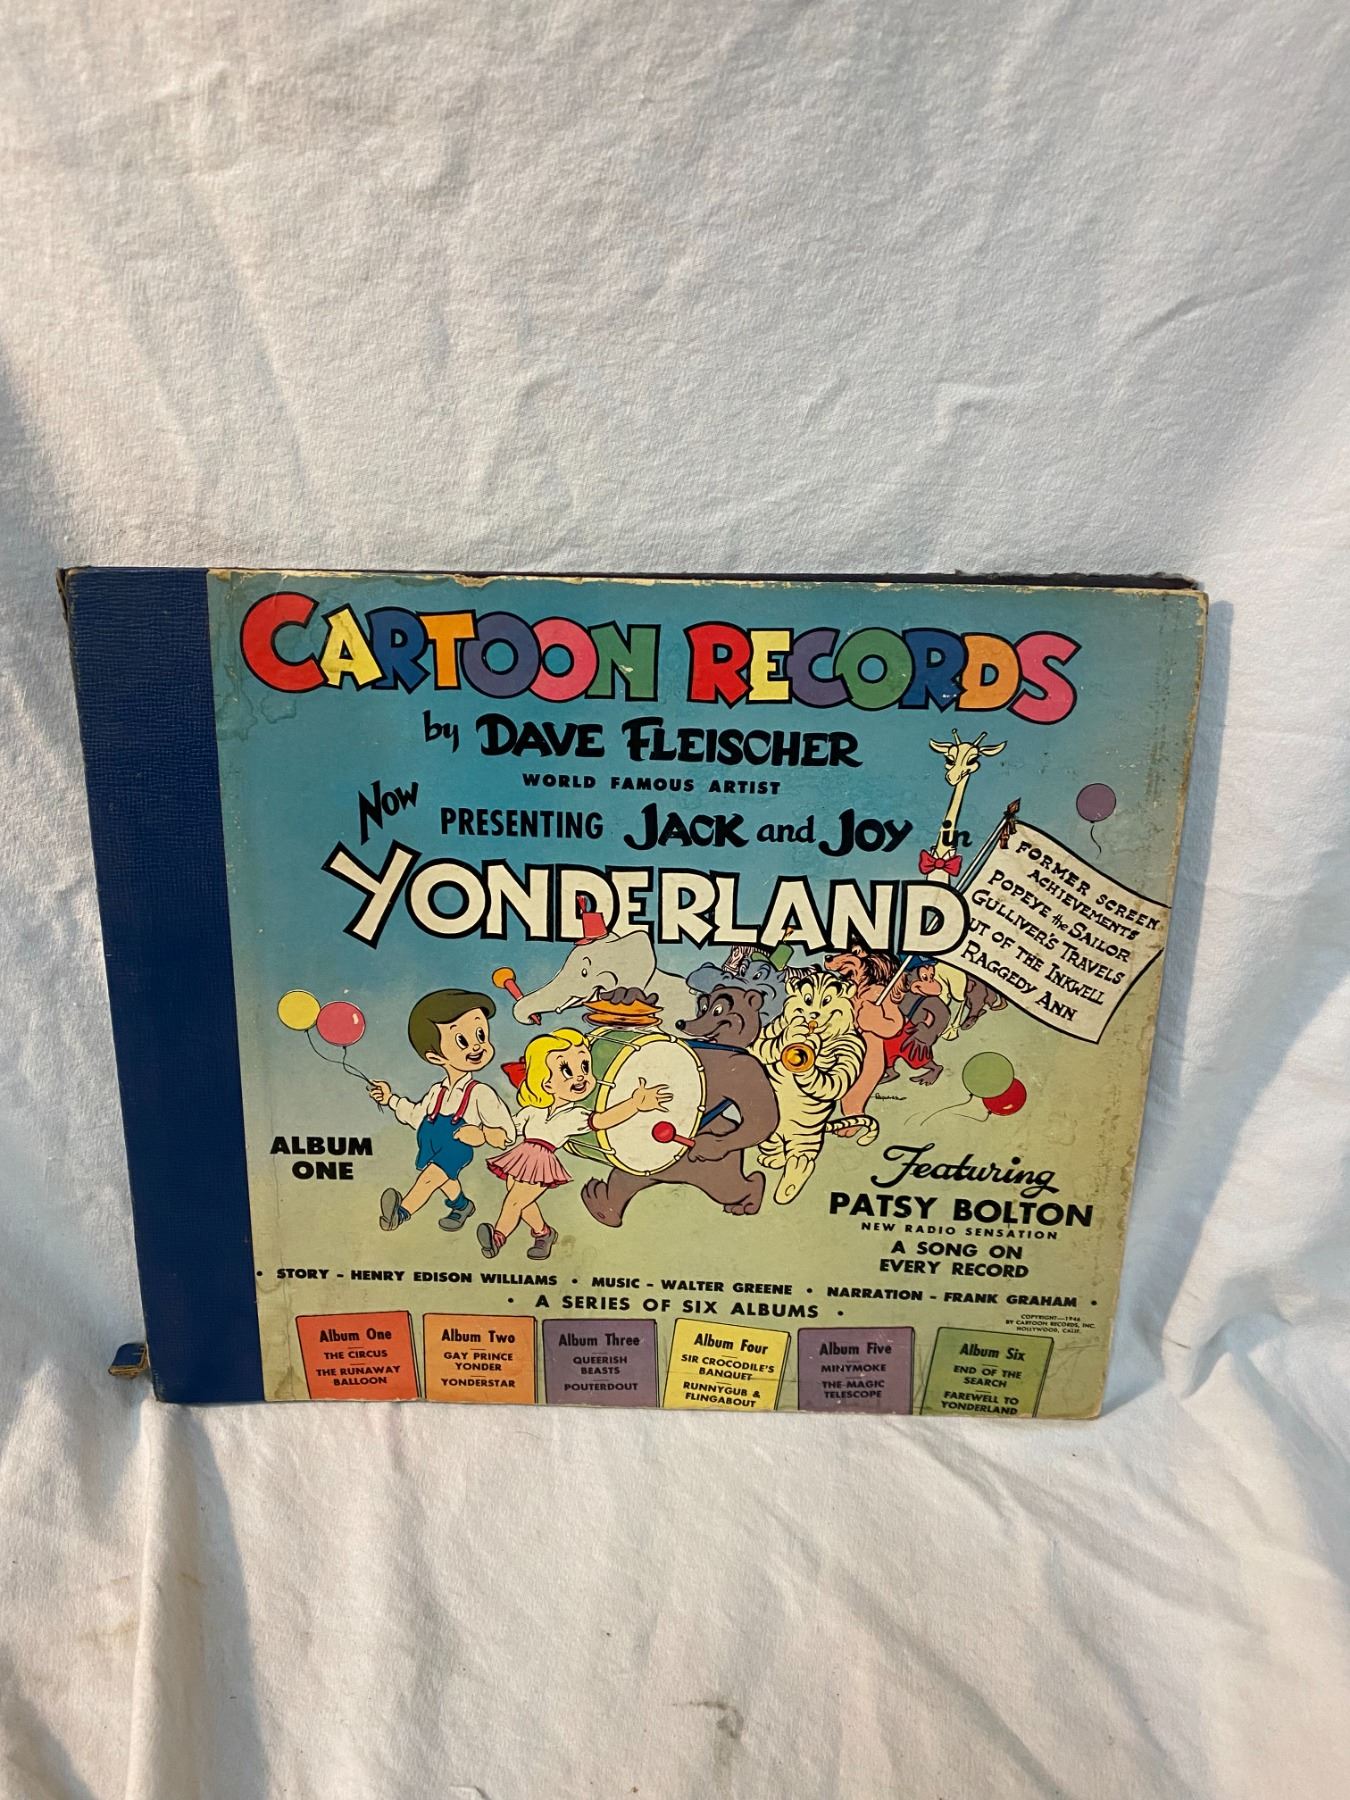 CARTOON RECORDS
by DAVE FLEISCHER
WORLD FAMOUS ARTIST
Now PRESENTING JACK and JOY in
YONDERLAND
FORMER SCREEN
ACHIEVEMENTS
POPEYE the SAILOR
GULLIVER'S TRAVELS
UT OF THE INKWELL
RAGGEDY ANN
ALBUM
ONE
Featuring
PATSY BOLTON
NEW RADIO SENSATION
A SONG ON
EVERY RECORD
• STORY - HENRY EDISON WILLIAMS • MUSIC - WALTER GREENE • NARRATION - FRANK GRAHAM •
• A SERIES OF SIX ALBUMS •
COPYRIGHT—1946
BY CARTOON RECORDS, INC.
HOLLYWOOD, CALIF.
Album One
THE CIRCUS
THE RUNAWAY
BALLOON
Album Two
GAY PRINCE
YONDER
YONDERSTAR
Album Three
QUEERISH
BEASTS
POUTERDOUT
Album Four
SIR CROCODILE'S
BANQUET
RUNNYGUB &
FLINGABOUT
Album Five
MINYMOKE
THE MAGIC
TELESCOPE
Album Six
END OF THE
SEARCH
FAREWELL TO
YONDERLAND